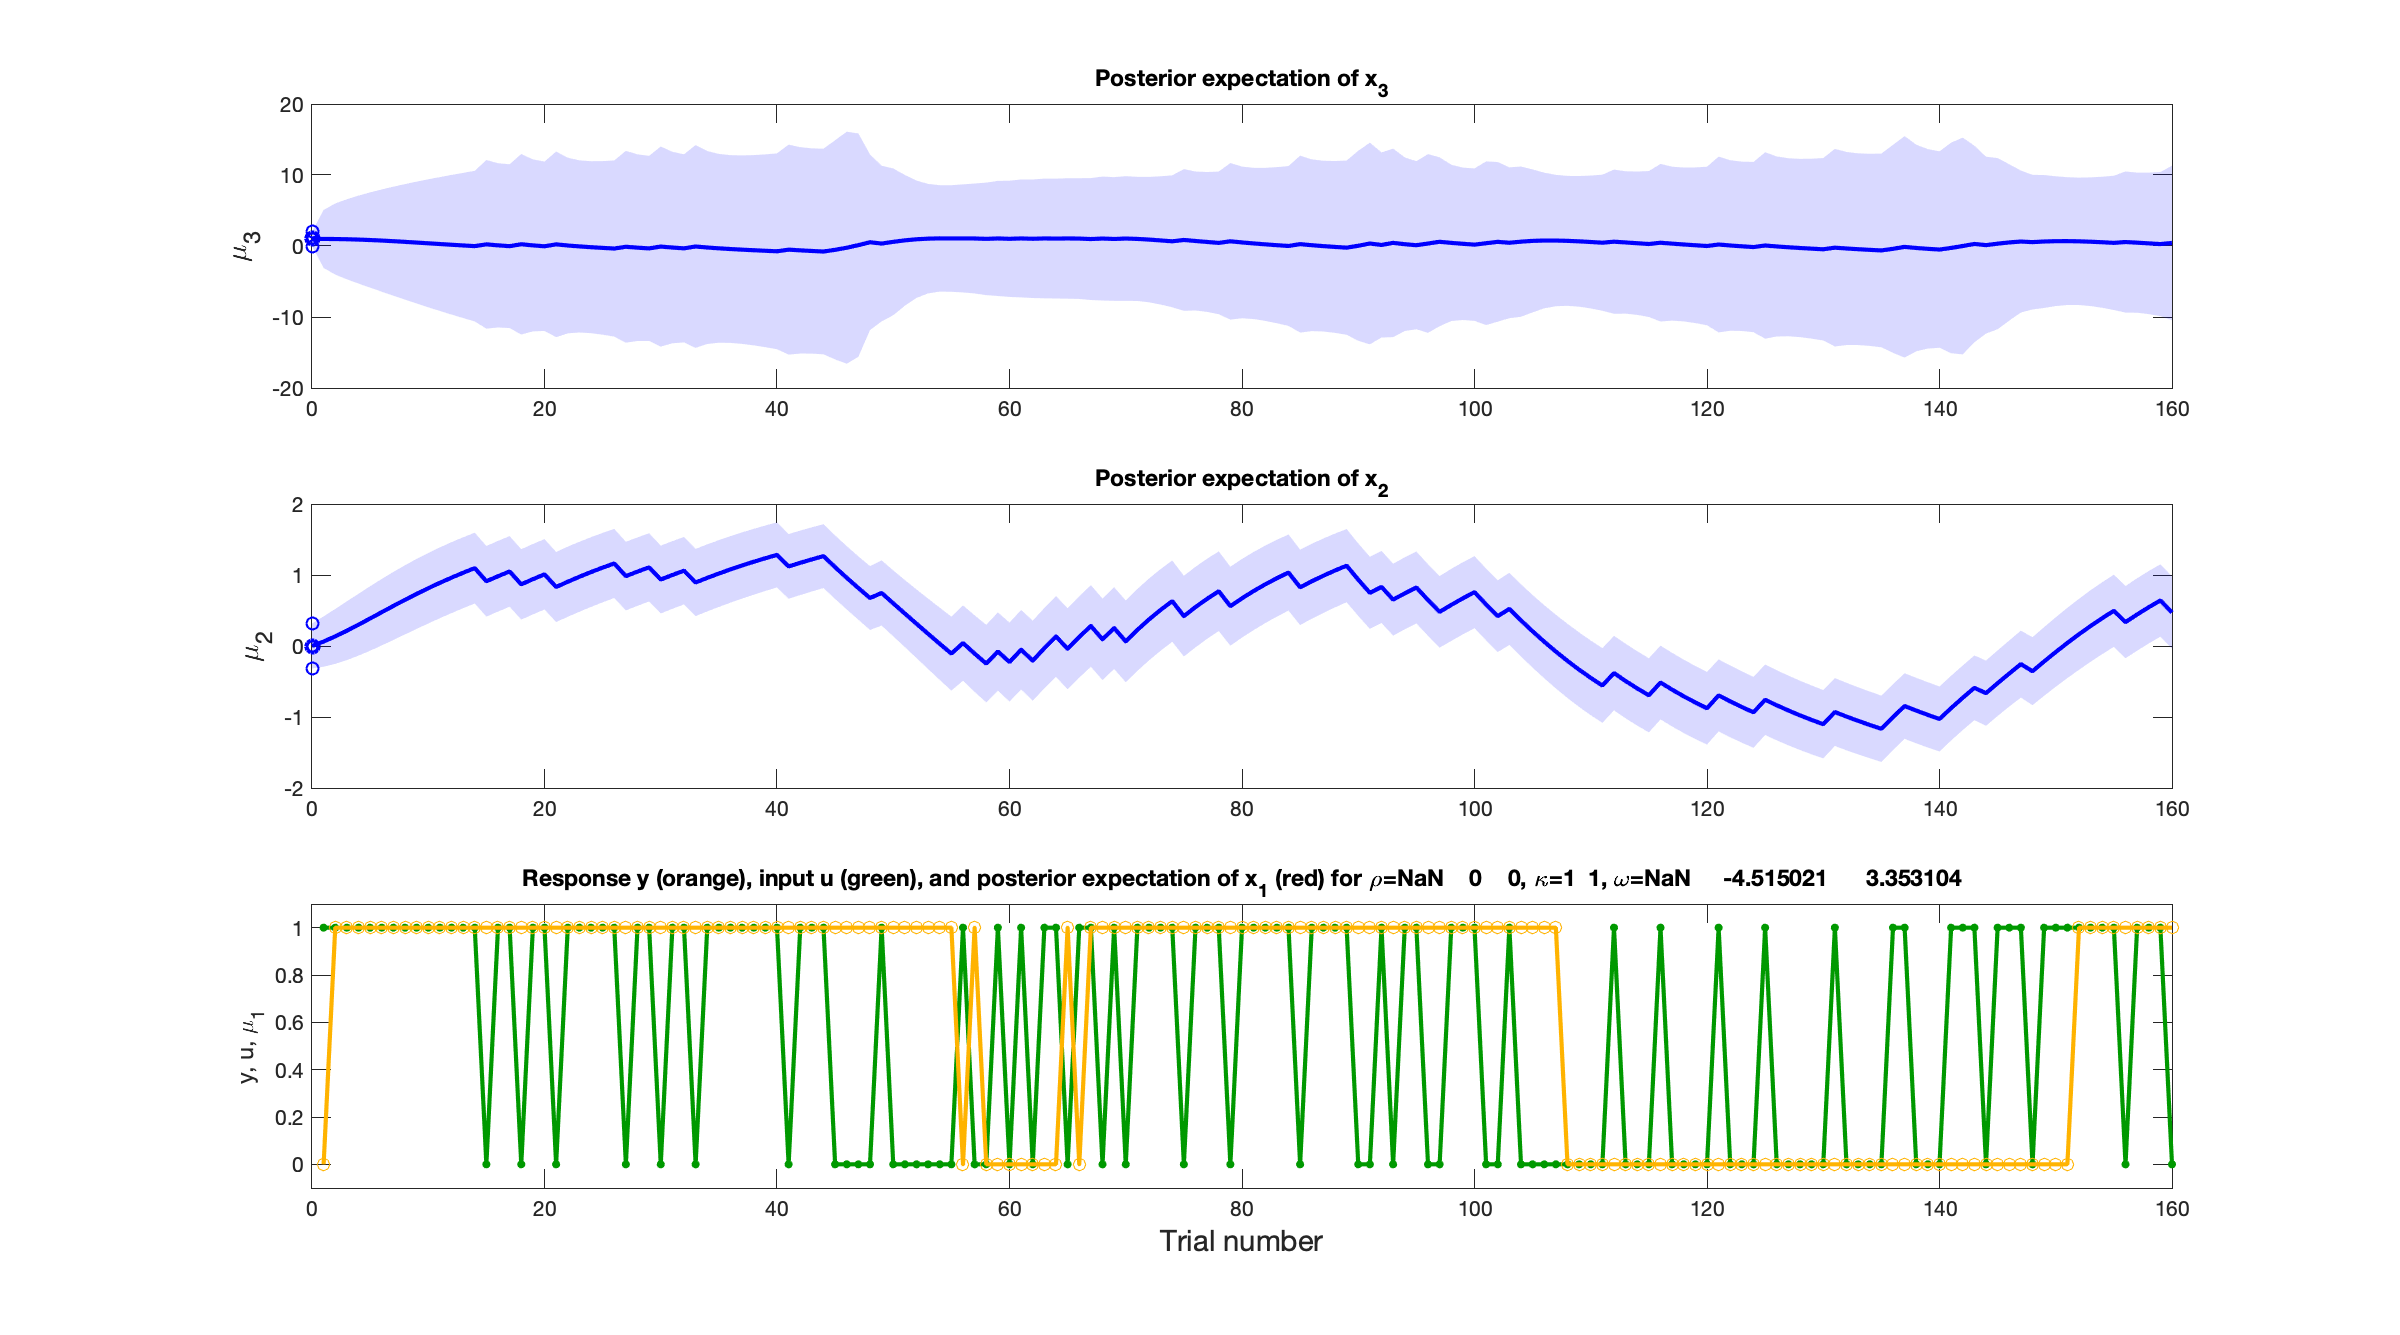 Posterior expectation of x3
20
10
0
-10
-20
μ3
0 20 40 60 80 100 120 140 160
Posterior expectation of x2
2
1
0
-1
-2
μ2
0 20 40 60 80 100 120 140 160
Response y (orange), input u (green), and posterior expectation of x1 (red) for ρ=NaN 0 0, κ=1 1, ω=NaN -4.515021 3.353104
1
0.8
0.6
0.4
0.2
0
y, u, μ1
0 20 40 60 80 100 120 140 160
Trial number